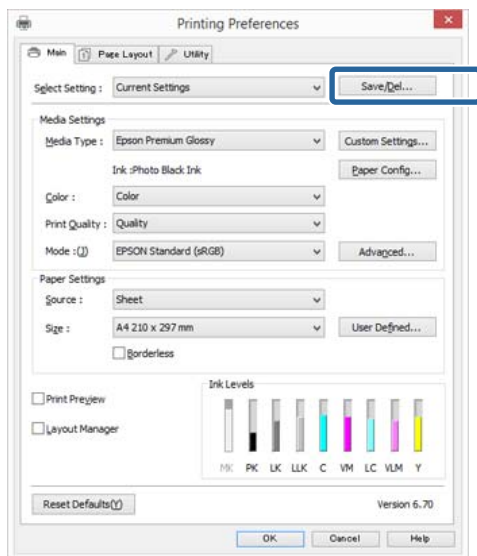 Printing Preferences
Main Page Layout Utility
Select Setting : Current Settings Save/Del...
Media Settings
Media Type : Epson Premium Glossy Custom Settings...
Ink :Photo Black Ink Paper Config...
Color : Color
Print Quality : Quality
Mode :(J) EPSON Standard (sRGB) Advanced...
Paper Settings
Source : Sheet
Size : A4 210 x 297 mm User Defined...
Borderless
Print Preview
Layout Manager
Ink Levels
MK PK LK LLK C VM LC VLM Y
Reset Defaults(Y) Version 6.70
OK Cancel Help